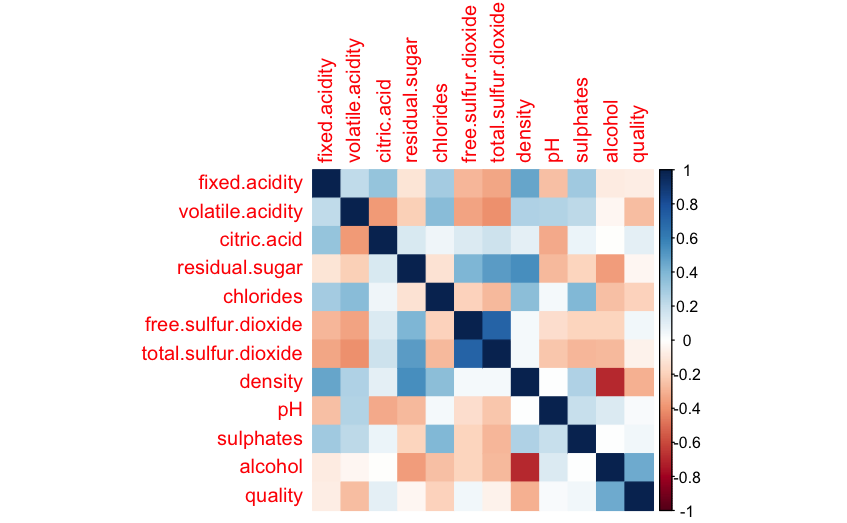 fixed.acidity
volatile.acidity
citric.acid
residual.sugar
chlorides
free.sulfur.dioxide
total.sulfur.dioxide
density
pH
sulphates
alcohol
quality
fixed.acidity
volatile.acidity
citric.acid
residual.sugar
chlorides
free.sulfur.dioxide
total.sulfur.dioxide
density
pH
sulphates
alcohol
quality
1
0.8
0.6
0.4
0.2
0
-0.2
-0.4
-0.6
-0.8
-1